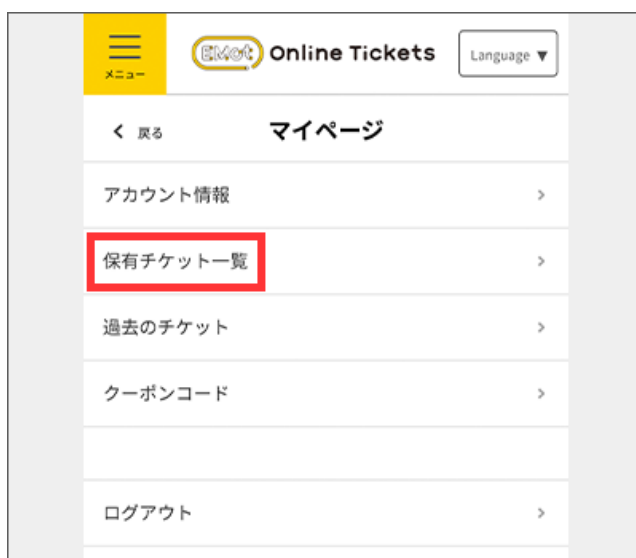 メニュー
EMot Online Tickets
Language ▼
戻る
マイページ
アカウント情報
保有チケット一覧
過去のチケット
クーポンコード
ログアウト